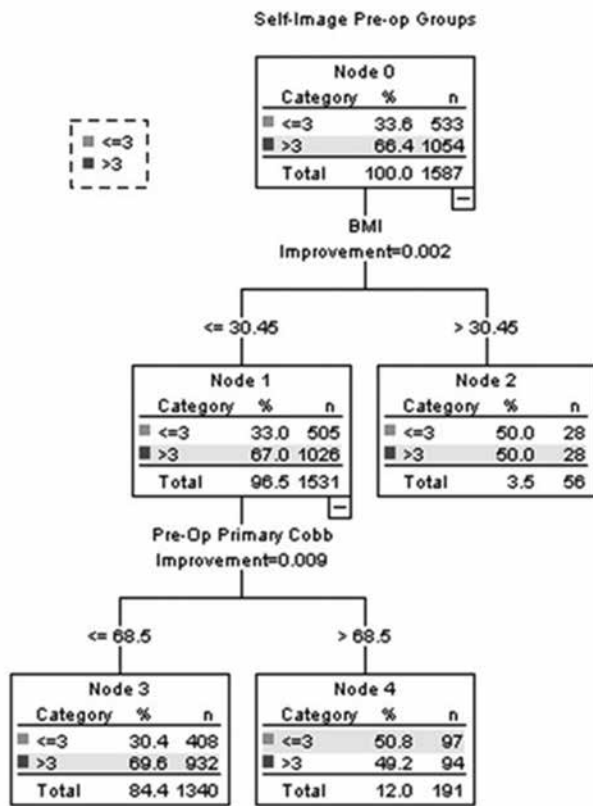 Self-Image Pre-op Groups
<=3
>3
Node 0
Category % n
<=3 33.6 533
>3 66.4 1054
Total 100.0 1587
BMI
Improvement=0.002
<= 30.45
> 30.45
Node 1
Category % n
<=3 33.0 505
>3 67.0 1026
Total 96.5 1531
Node 2
Category % n
<=3 50.0 28
>3 50.0 28
Total 3.5 56
Pre-Op Primary Cobb
Improvement=0.009
<= 68.5
> 68.5
Node 3
Category % n
<=3 30.4 408
>3 69.6 932
Total 84.4 1340
Node 4
Category % n
<=3 50.8 97
>3 49.2 94
Total 12.0 191